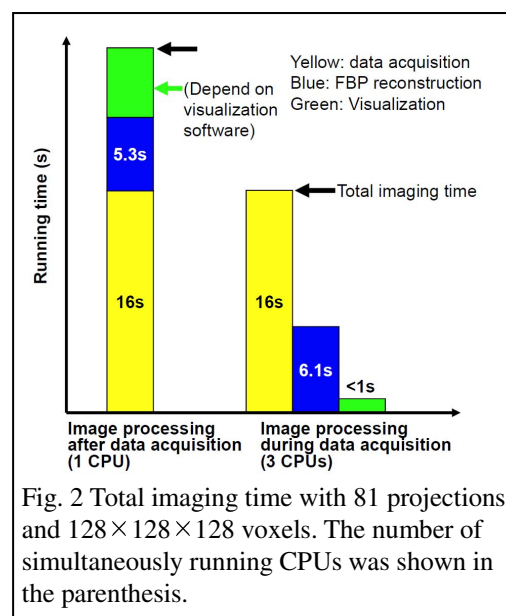 Yellow: data acquisition
Blue: FBP reconstruction
Green: Visualization
(Depend on
visualization
software)
5.3s
16s
Total imaging time
16s
6.1s
<1s
Running time (s)
Image processing
after data acquisition
(1 CPU)
Image processing
during data acquisition
(3 CPUs)
Fig. 2 Total imaging time with 81 projections
and 128×128×128 voxels. The number of
simultaneously running CPUs was shown in
the parenthesis.